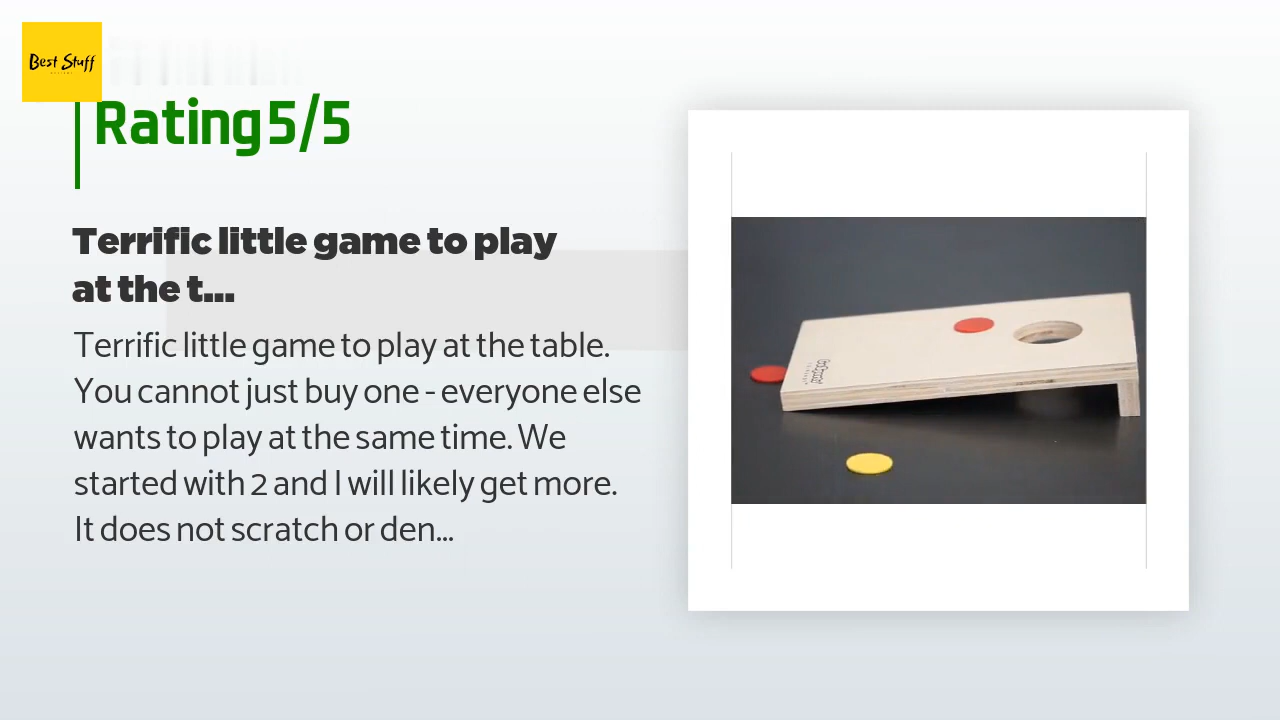 Best Stuff
Rating 5/5
Terrific little game to play
at the t...
Terrific little game to play at the table.
You cannot just buy one - everyone else
wants to play at the same time. We
started with 2 and I will likely get more.
It does not scratch or den...